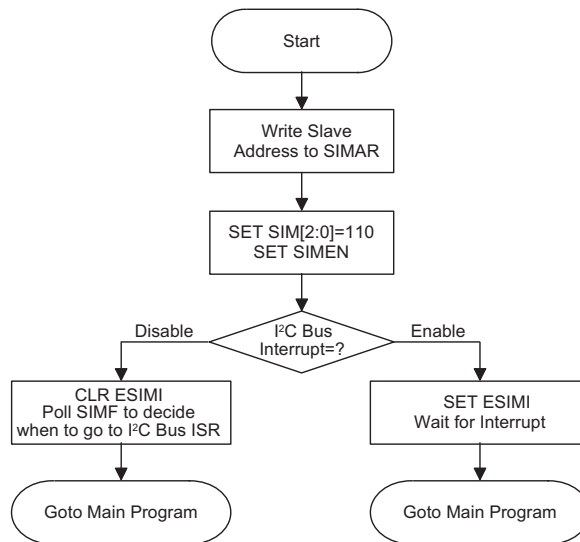 Start
Write Slave
Address to SIMAR
SET SIM[2:0]=110
SET SIMEN
Disable
I²C Bus
Interrupt=?
Enable
CLR ESIMI
Poll SIMF to decide
when to go to I²C Bus ISR
SET ESIMI
Wait for Interrupt
Goto Main Program
Goto Main Program